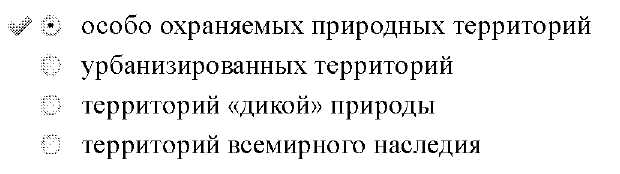 особо охраняемых природных территорий
урбанизированных территорий
территорий «дикой» природы
территорий всемирного наследия